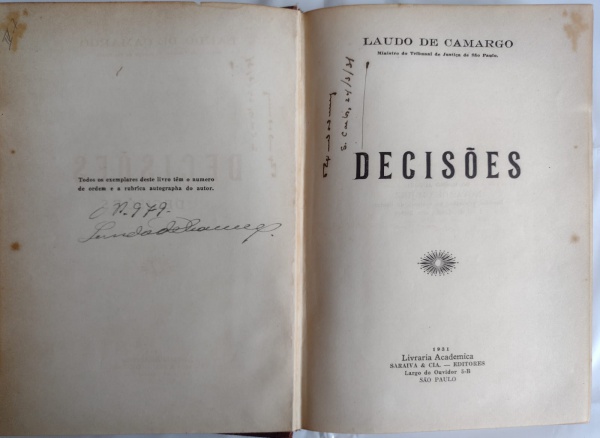 Todos os exemplares deste livro têm o numero
de ordem e a rubrica autographa do autor.
N. 979.
LAUDO DE CAMARGO
Ministro do Tribunal de Justiça de São Paulo.
DECISÕES
1931
Livraria Academica
SARAIVA & CIA. — EDITORES
Largo do Ouvidor 5-B
SÃO PAULO